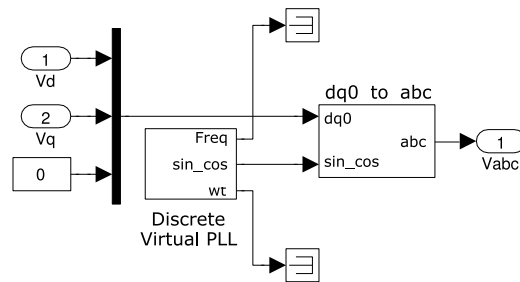 1
Vd
2
Vq
0
Freq
sin_cos
wt
Discrete
Virtual PLL
dq0 to abc
dq0
sin_cos
abc
1
Vabc